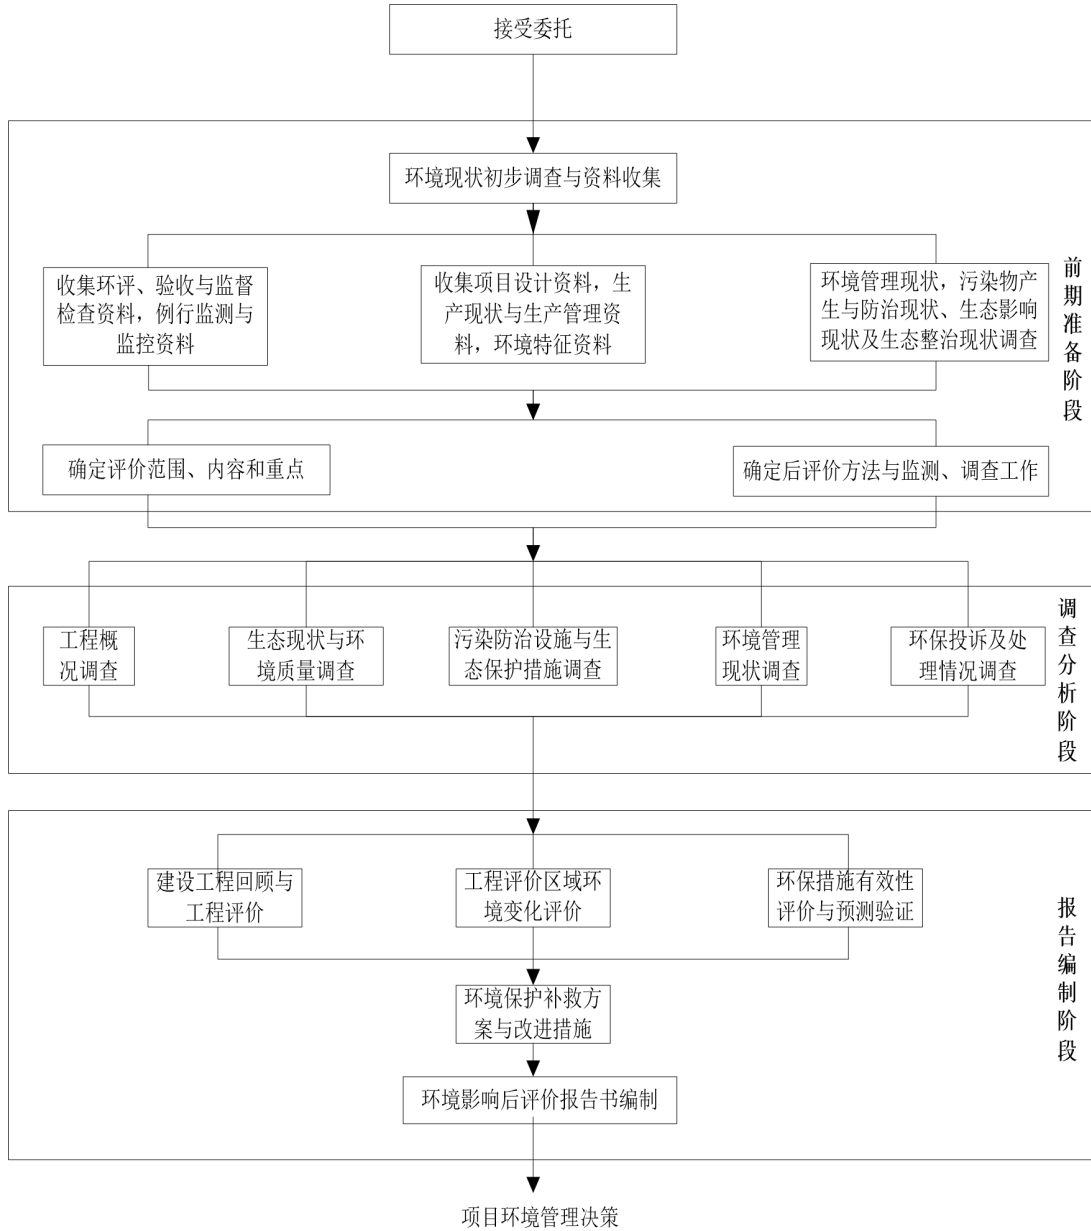 接受委托
环境现状初步调查与资料收集
收集环评、验收与监督
检查资料，例行监测与
监控资料
收集项目设计资料，生
产现状与生产管理资
料，环境特征资料
环境管理现状，污染物产
生与防治现状、生态影响
现状及生态整治现状调查
前期准备阶段
确定评价范围、内容和重点
确定后评价方法与监测、调查工作
工程概
况调查
生态现状与环
境质量调查
污染防治设施与生
态保护措施调查
环境管理
现状调查
环保投诉及处
理情况调查
调查分析阶段
建设工程回顾与
工程评价
工程评价区域环
境变化评价
环保措施有效性
评价与预测验证
报告编制阶段
环境保护补救方
案与改进措施
环境影响后评价报告书编制
项目环境管理决策